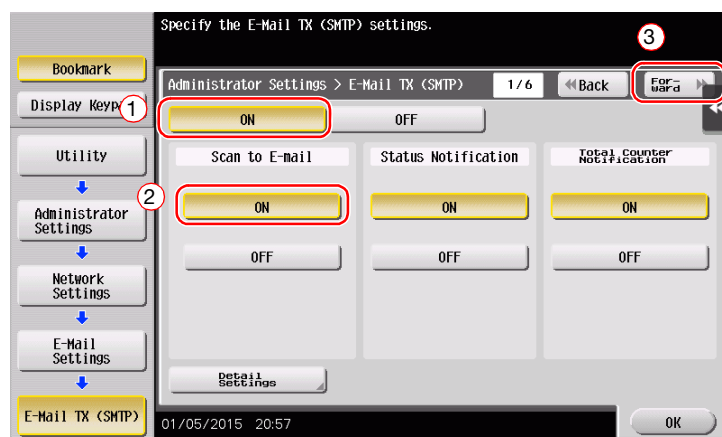 Specify the E-Mail TX (SMTP) settings.
3
Bookmark
Administrator Settings > E-Mail TX (SMTP)
1/6
Back
For-
ward
Display Keyp
1
ON
OFF
Utility
Scan to E-mail
Status Notification
Total Counter
Notification
2
Administrator
Settings
ON
ON
ON
OFF
OFF
OFF
Network
Settings
E-Mail
Settings
Detail
Settings
E-Mail TX (SMTP)
01/05/2015 20:57
OK